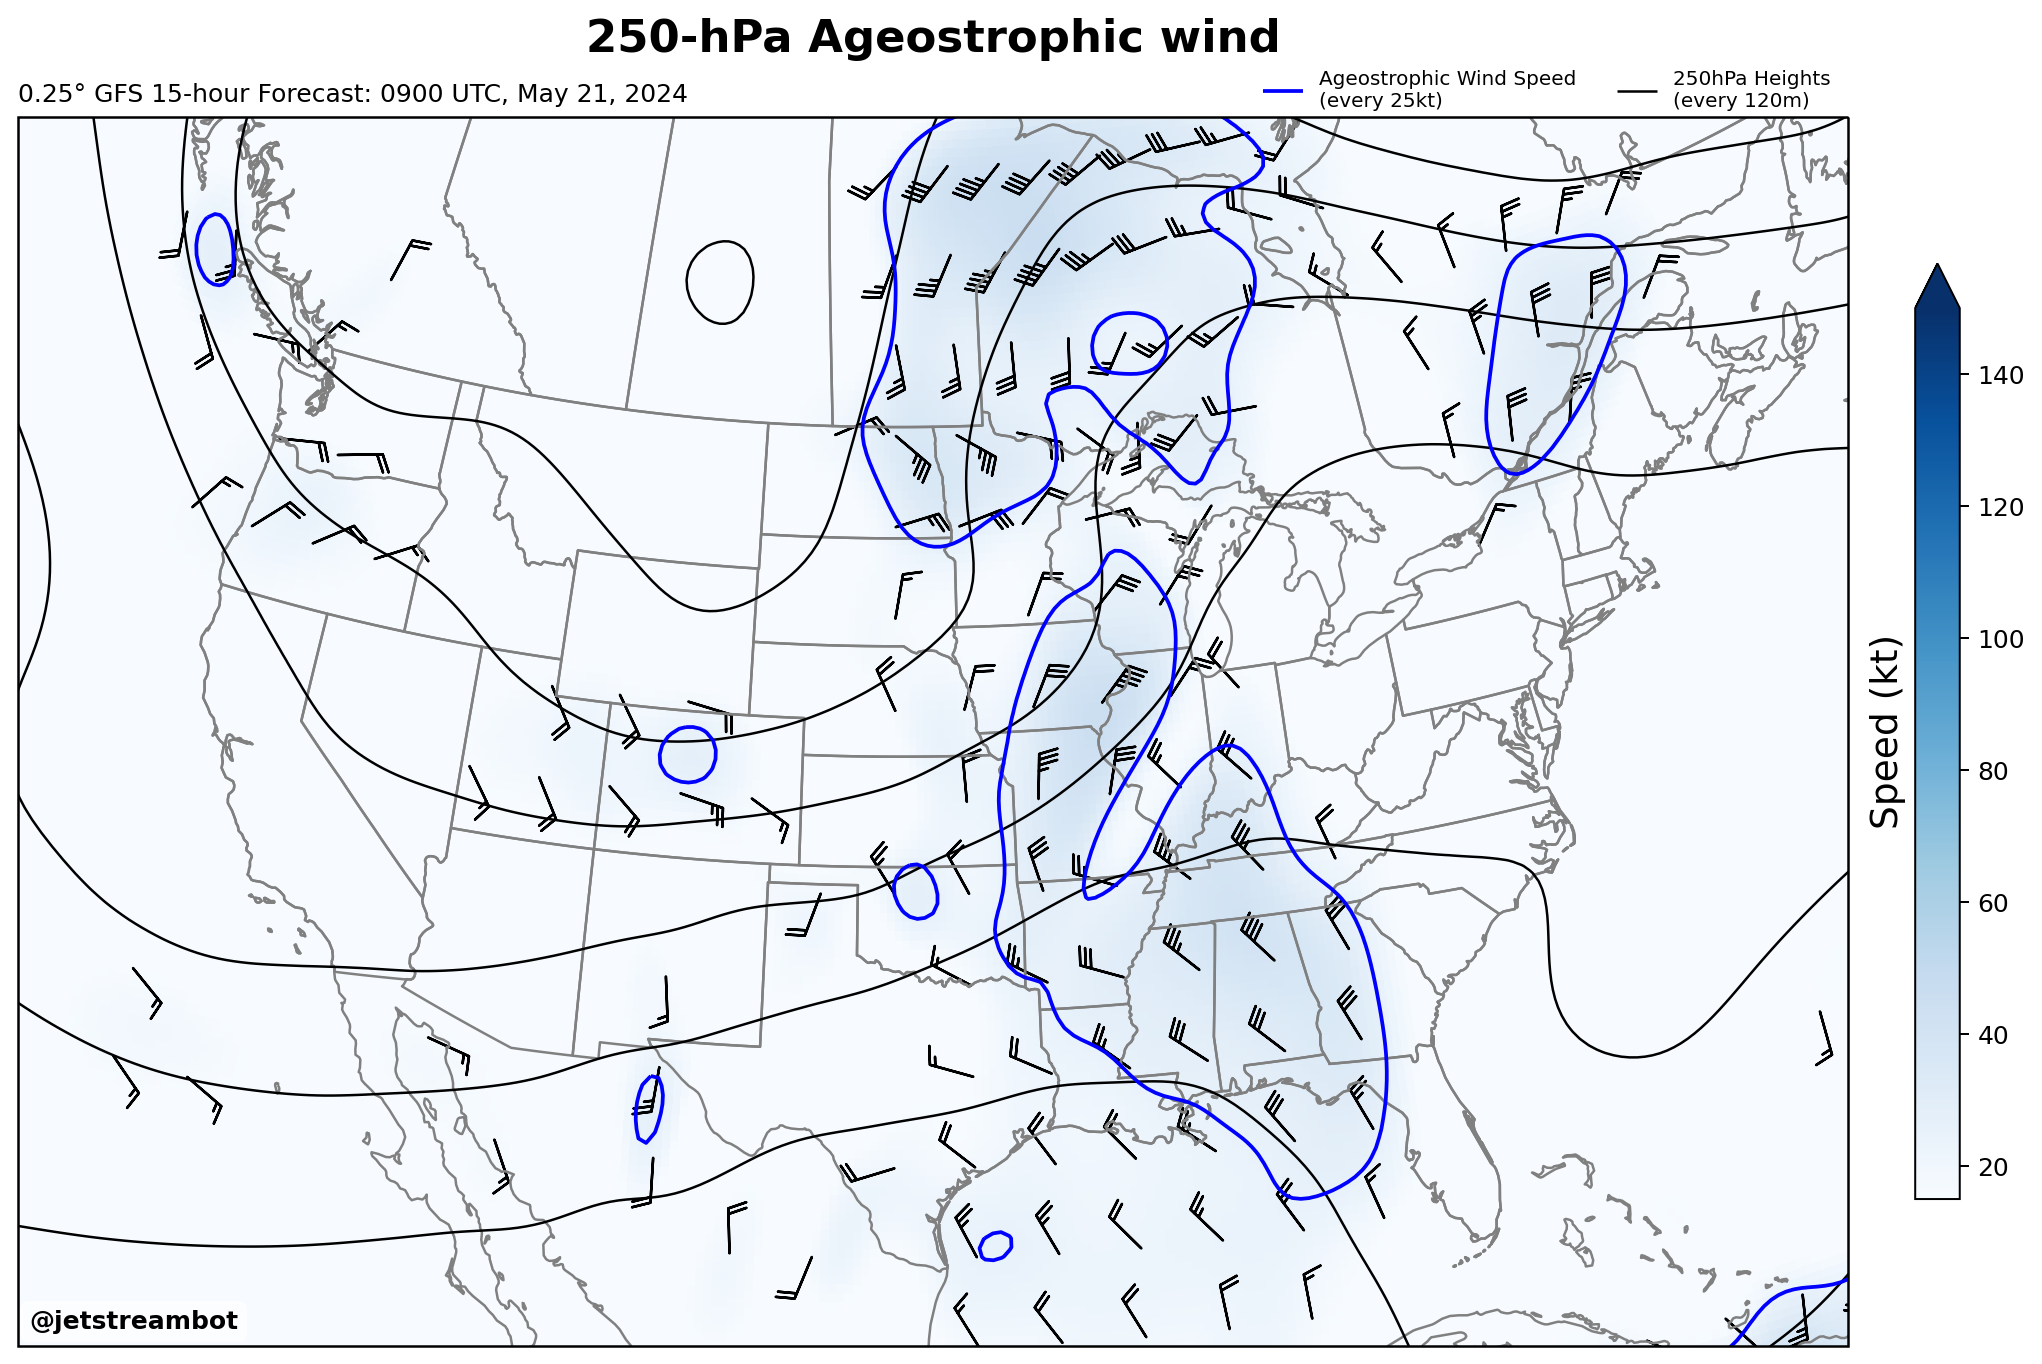 250-hPa Ageostrophic wind
0.25° GFS 15-hour Forecast: 0900 UTC, May 21, 2024
Ageostrophic Wind Speed
(every 25kt)
250hPa Heights
(every 120m)
140
120
100
80
60
40
20
Speed (kt)
@jetstreambot